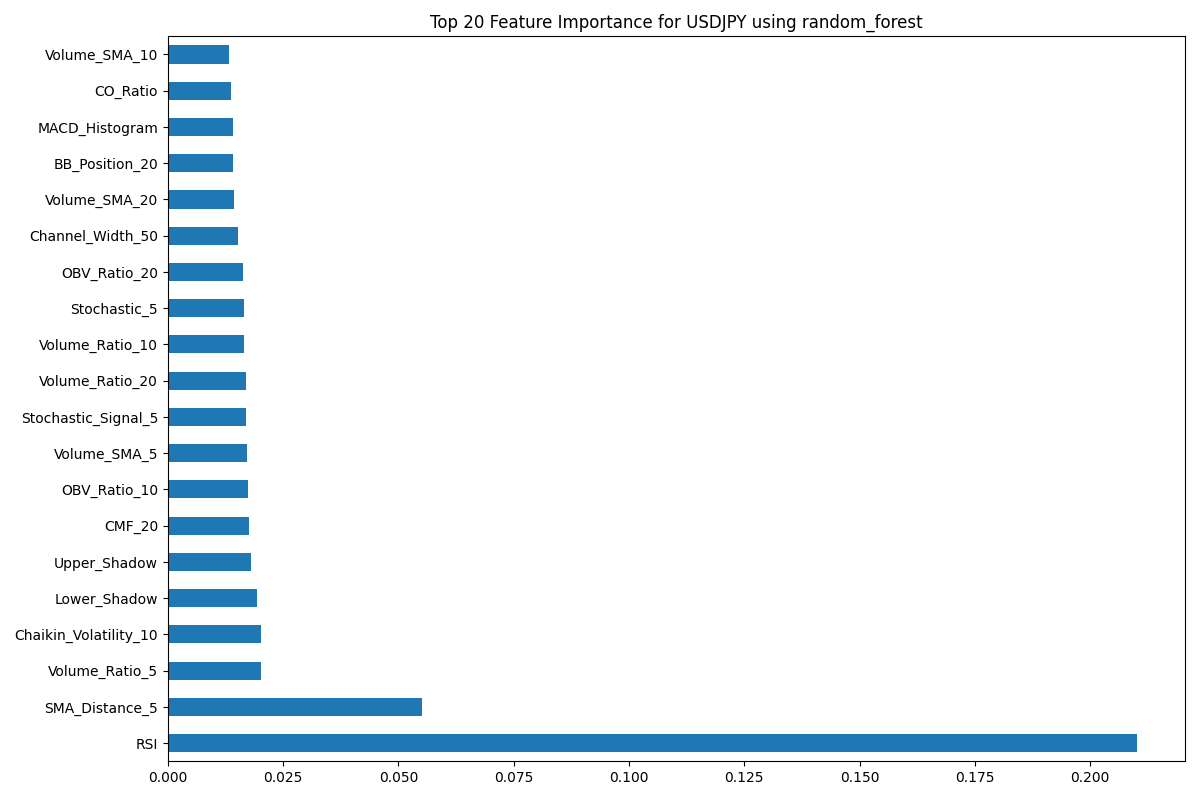 Top 20 Feature Importance for USDJPY using random_forest
Volume_SMA_10
CO_Ratio
MACD_Histogram
BB_Position_20
Volume_SMA_20
Channel_Width_50
OBV_Ratio_20
Stochastic_5
Volume_Ratio_10
Volume_Ratio_20
Stochastic_Signal_5
Volume_SMA_5
OBV_Ratio_10
CMF_20
Upper_Shadow
Lower_Shadow
Chaikin_Volatility_10
Volume_Ratio_5
SMA_Distance_5
RSI
0.000 0.025 0.050 0.075 0.100 0.125 0.150 0.175 0.200